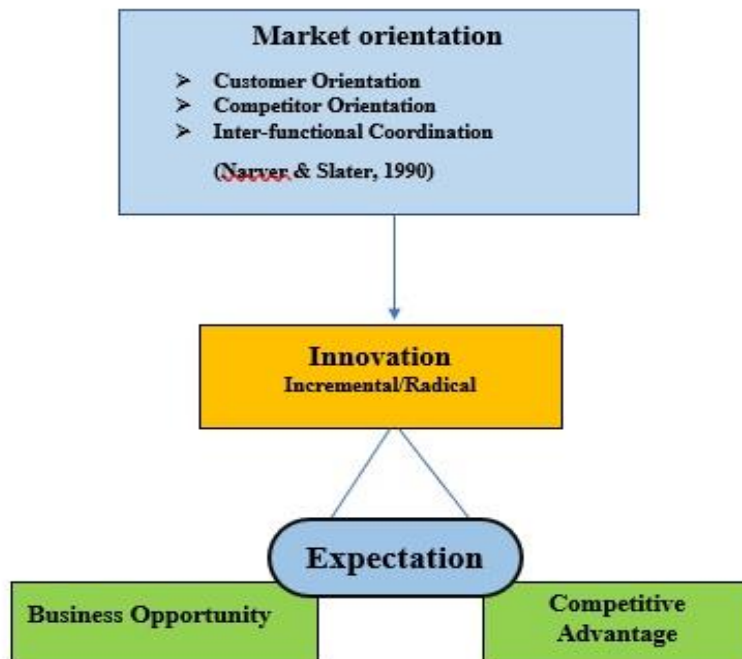 Market orientation
➤ Customer Orientation
➤ Competitor Orientation
➤ Inter-functional Coordination
(Narver & Slater, 1990)
Innovation
Incremental/Radical
Expectation
Business Opportunity
Competitive
Advantage